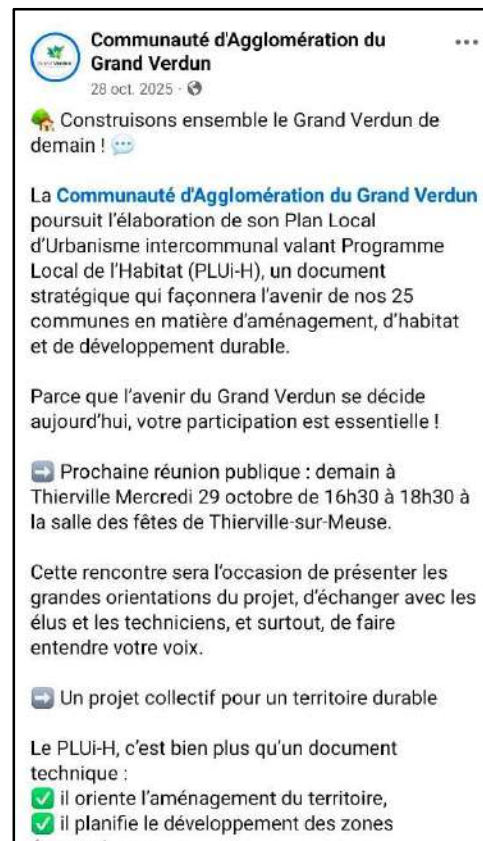 Communauté d'Agglomération du
Grand Verdun
28 oct. 2025 ·
Construisons ensemble le Grand Verdun de
demain !
La Communauté d'Agglomération du Grand Verdun
poursuit l'élaboration de son Plan Local
d'Urbanisme intercommunal valant Programme
Local de l'Habitat (PLUi-H), un document
stratégique qui façonnera l'avenir de nos 25
communes en matière d'aménagement, d'habitat
et de développement durable.
Parce que l'avenir du Grand Verdun se décide
aujourd'hui, votre participation est essentielle !
➡️ Prochaine réunion publique : demain à
Thierville Mercredi 29 octobre de 16h30 à 18h30 à
la salle des fêtes de Thierville-sur-Meuse.
Cette rencontre sera l'occasion de présenter les
grandes orientations du projet, d'échanger avec les
élus et les techniciens, et surtout, de faire
entendre votre voix.
➡️ Un projet collectif pour un territoire durable
Le PLUi-H, c'est bien plus qu'un document
technique :
✅ il oriente l'aménagement du territoire,
✅ il planifie le développement des zones